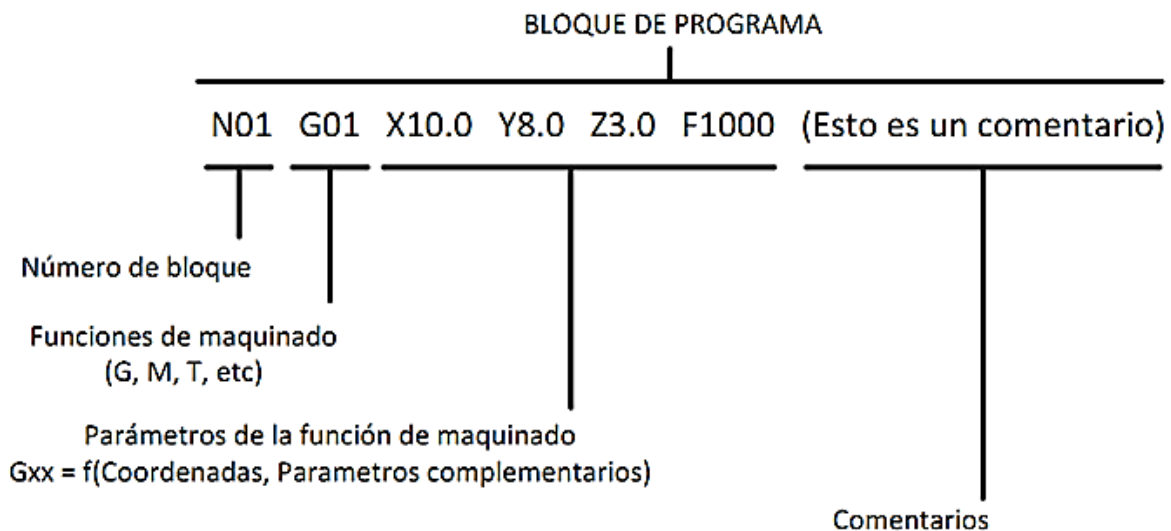 BLOQUE DE PROGRAMA
N01 G01 X10.0 Y8.0 Z3.0 F1000 (Esto es un comentario)
Número de bloque
Funciones de maquinado
(G, M, T, etc)
Parámetros de la función de maquinado
Gxx = f(Coordenadas, Parametros complementarios)
Comentarios